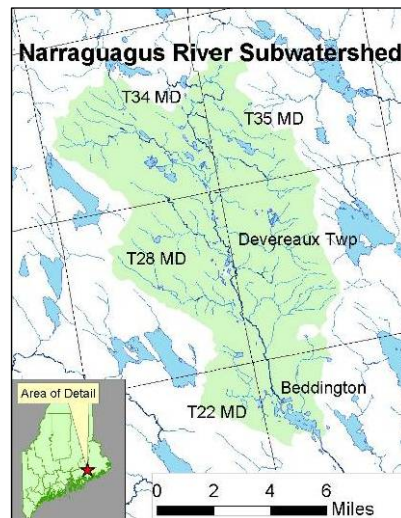 Narraguagus River Subwatershed
T34 MD
T35 MD
Devereaux Twp
T28 MD
Beddington
T22 MD
Area of Detail
0 2 4 6
Miles